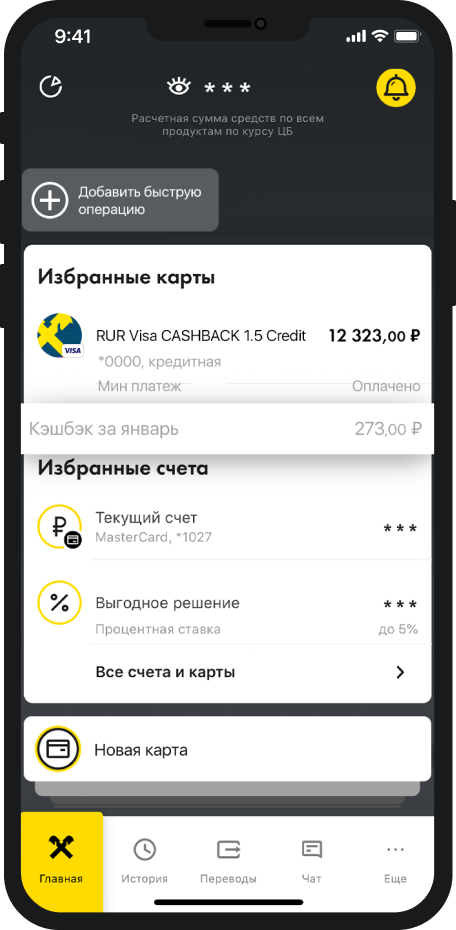 9:41
* * *
Расчетная сумма средств по всем
продуктам по курсу ЦБ
Добавить быструю
операцию
Избранные карты
RUR Visa CASHBACK 1.5 Credit 12 323,00 ₽
VISA
*0000, кредитная
Мин платеж Оплачено
Кэшбэк за январь 273,00 ₽
Избранные счета
Текущий счет
MasterCard, *1027
* * *
Выгодное решение * * *
Процентная ставка до 5%
Все счета и карты
Новая карта
Главная История Переводы Чат Еще